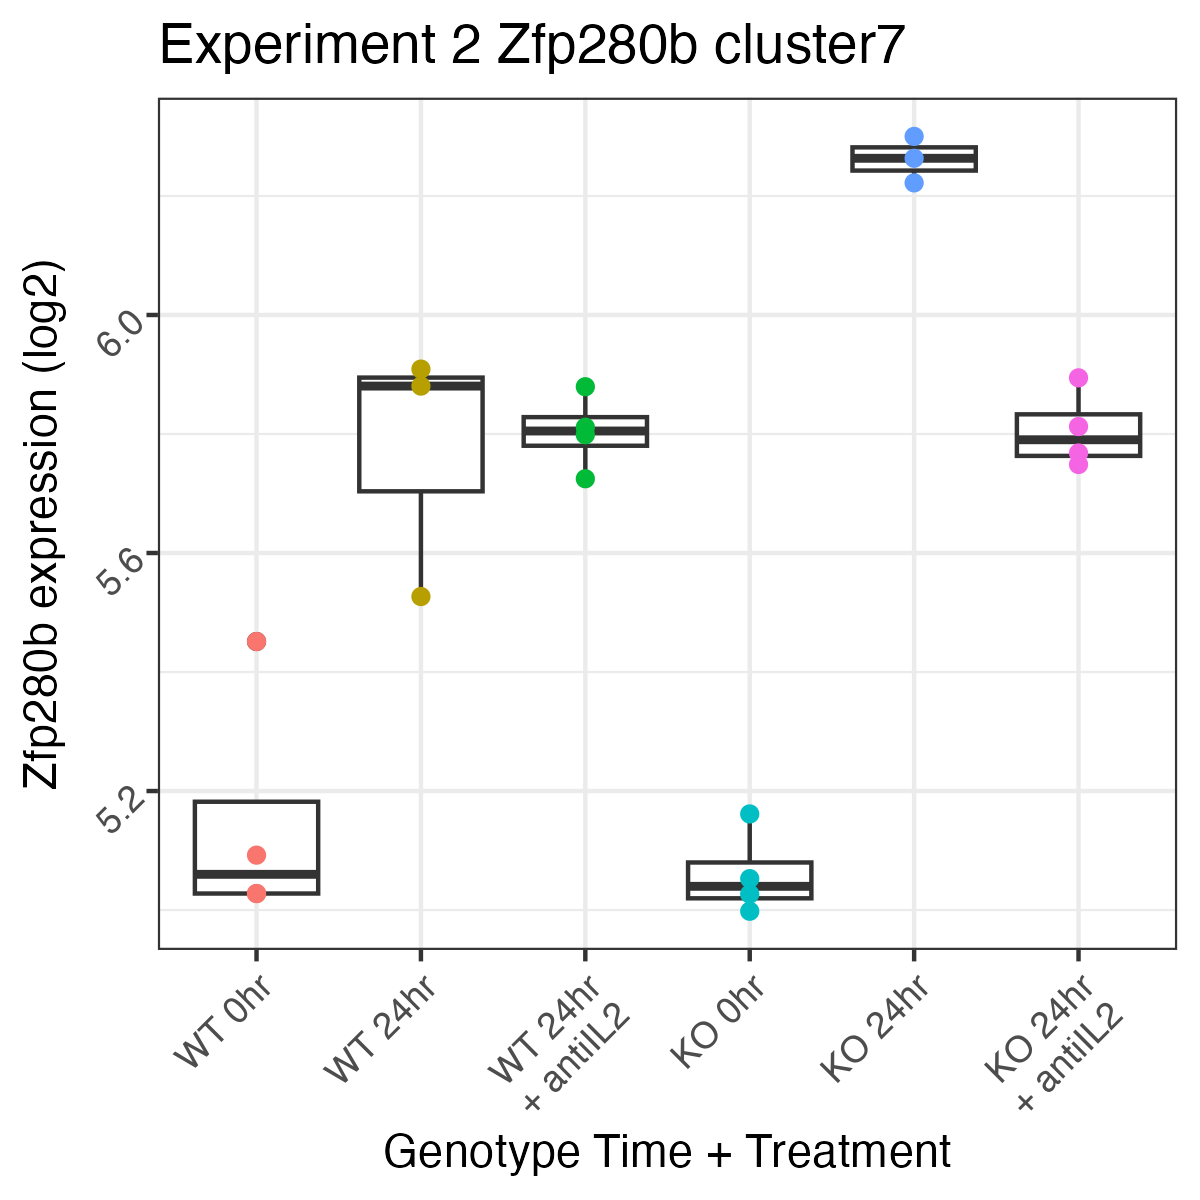 Experiment 2 Zfp280b cluster7
Zfp280b expression (log2)
6.0
5.6
5.2
WT 0hr
WT 24hr
WT 24hr
+ antiIL2
KO 0hr
KO 24hr
KO 24hr
+ antiIL2
Genotype Time + Treatment